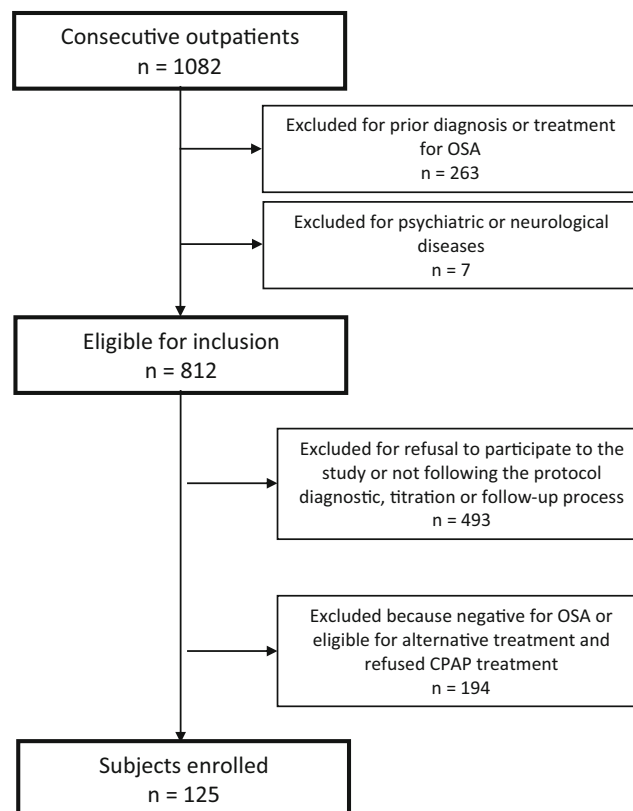 Consecutive outpatients
n = 1082
Excluded for prior diagnosis or treatment
for OSA
n = 263
Excluded for psychiatric or neurological
diseases
n = 7
Eligible for inclusion
n = 812
Excluded for refusal to participate to the
study or not following the protocol
diagnostic, titration or follow-up process
n = 493
Excluded because negative for OSA or
eligible for alternative treatment and
refused CPAP treatment
n = 194
Subjects enrolled
n = 125